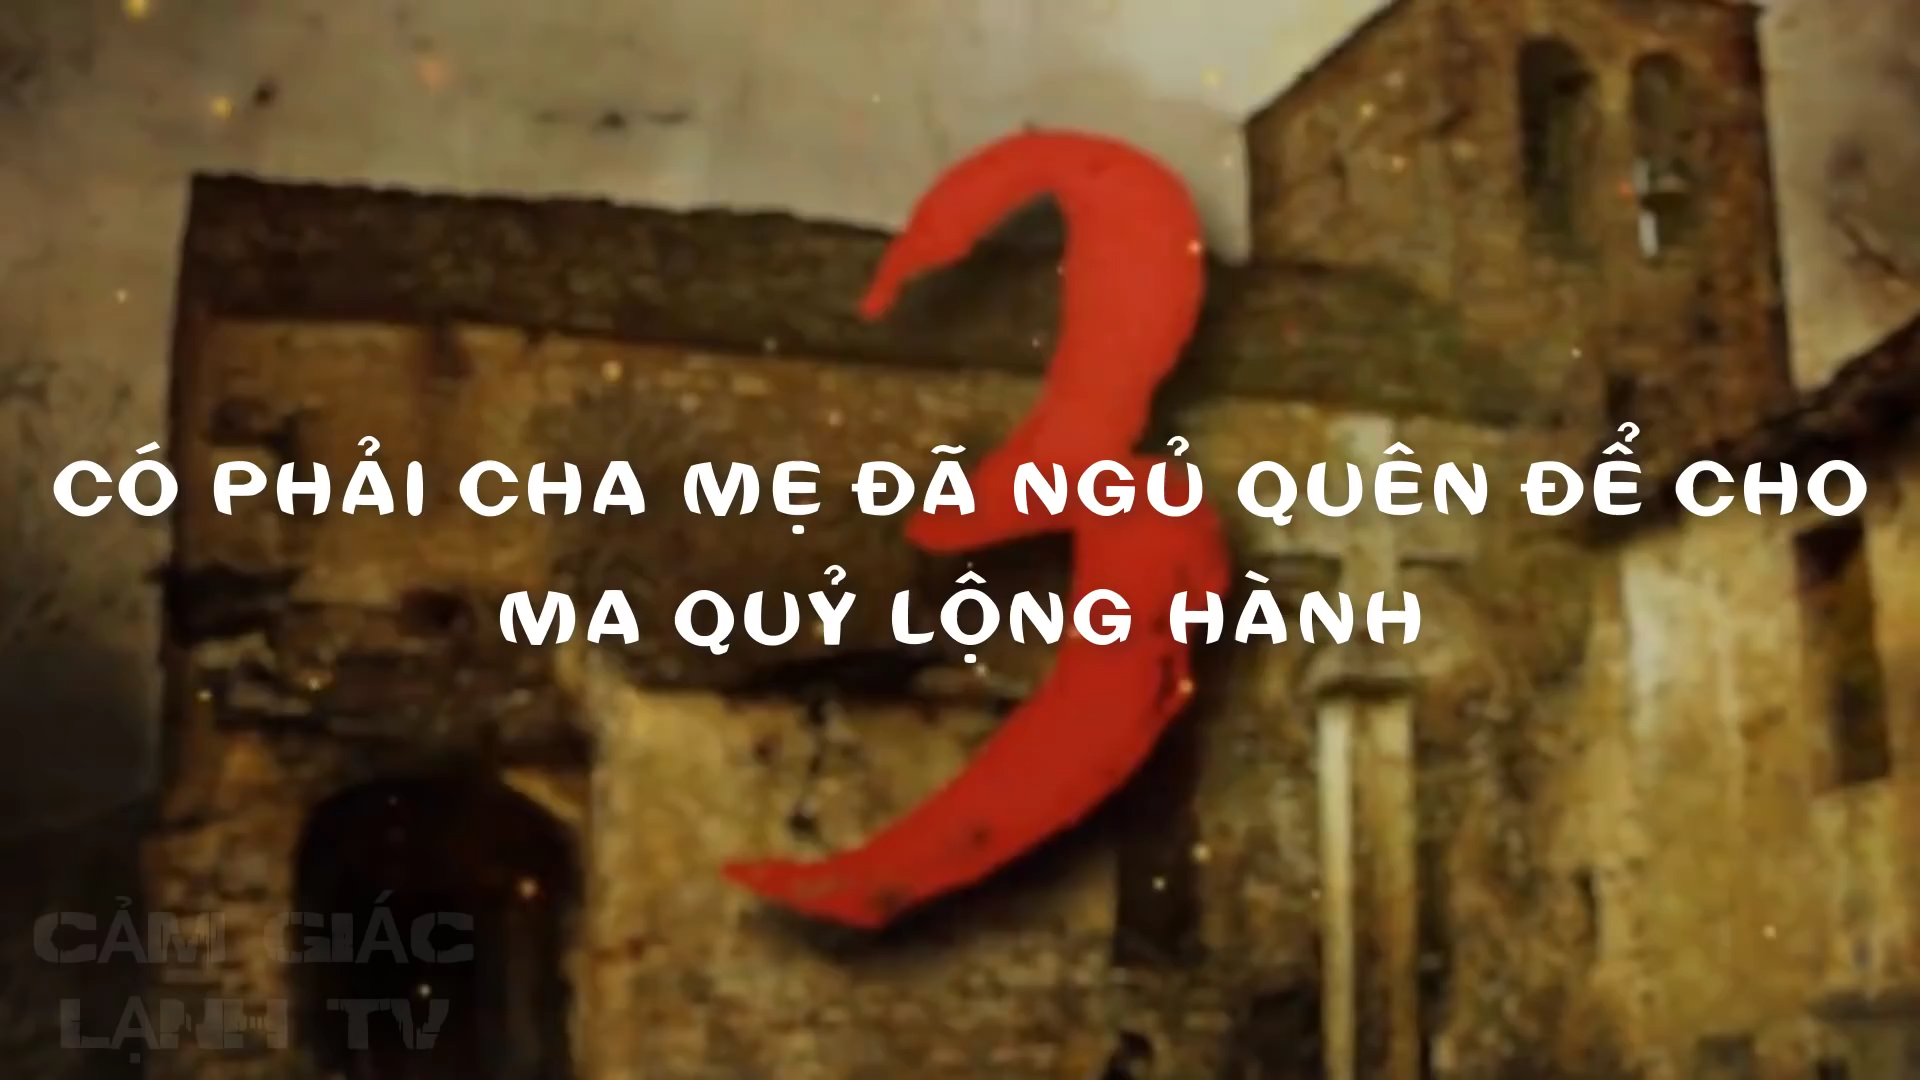 3
CÓ PHẢI CHA MẸ ĐÃ NGỦ QUÊN ĐỂ CHO
MA QUỶ LỘNG HÀNH
CẢM GIÁC
LẠNH TV